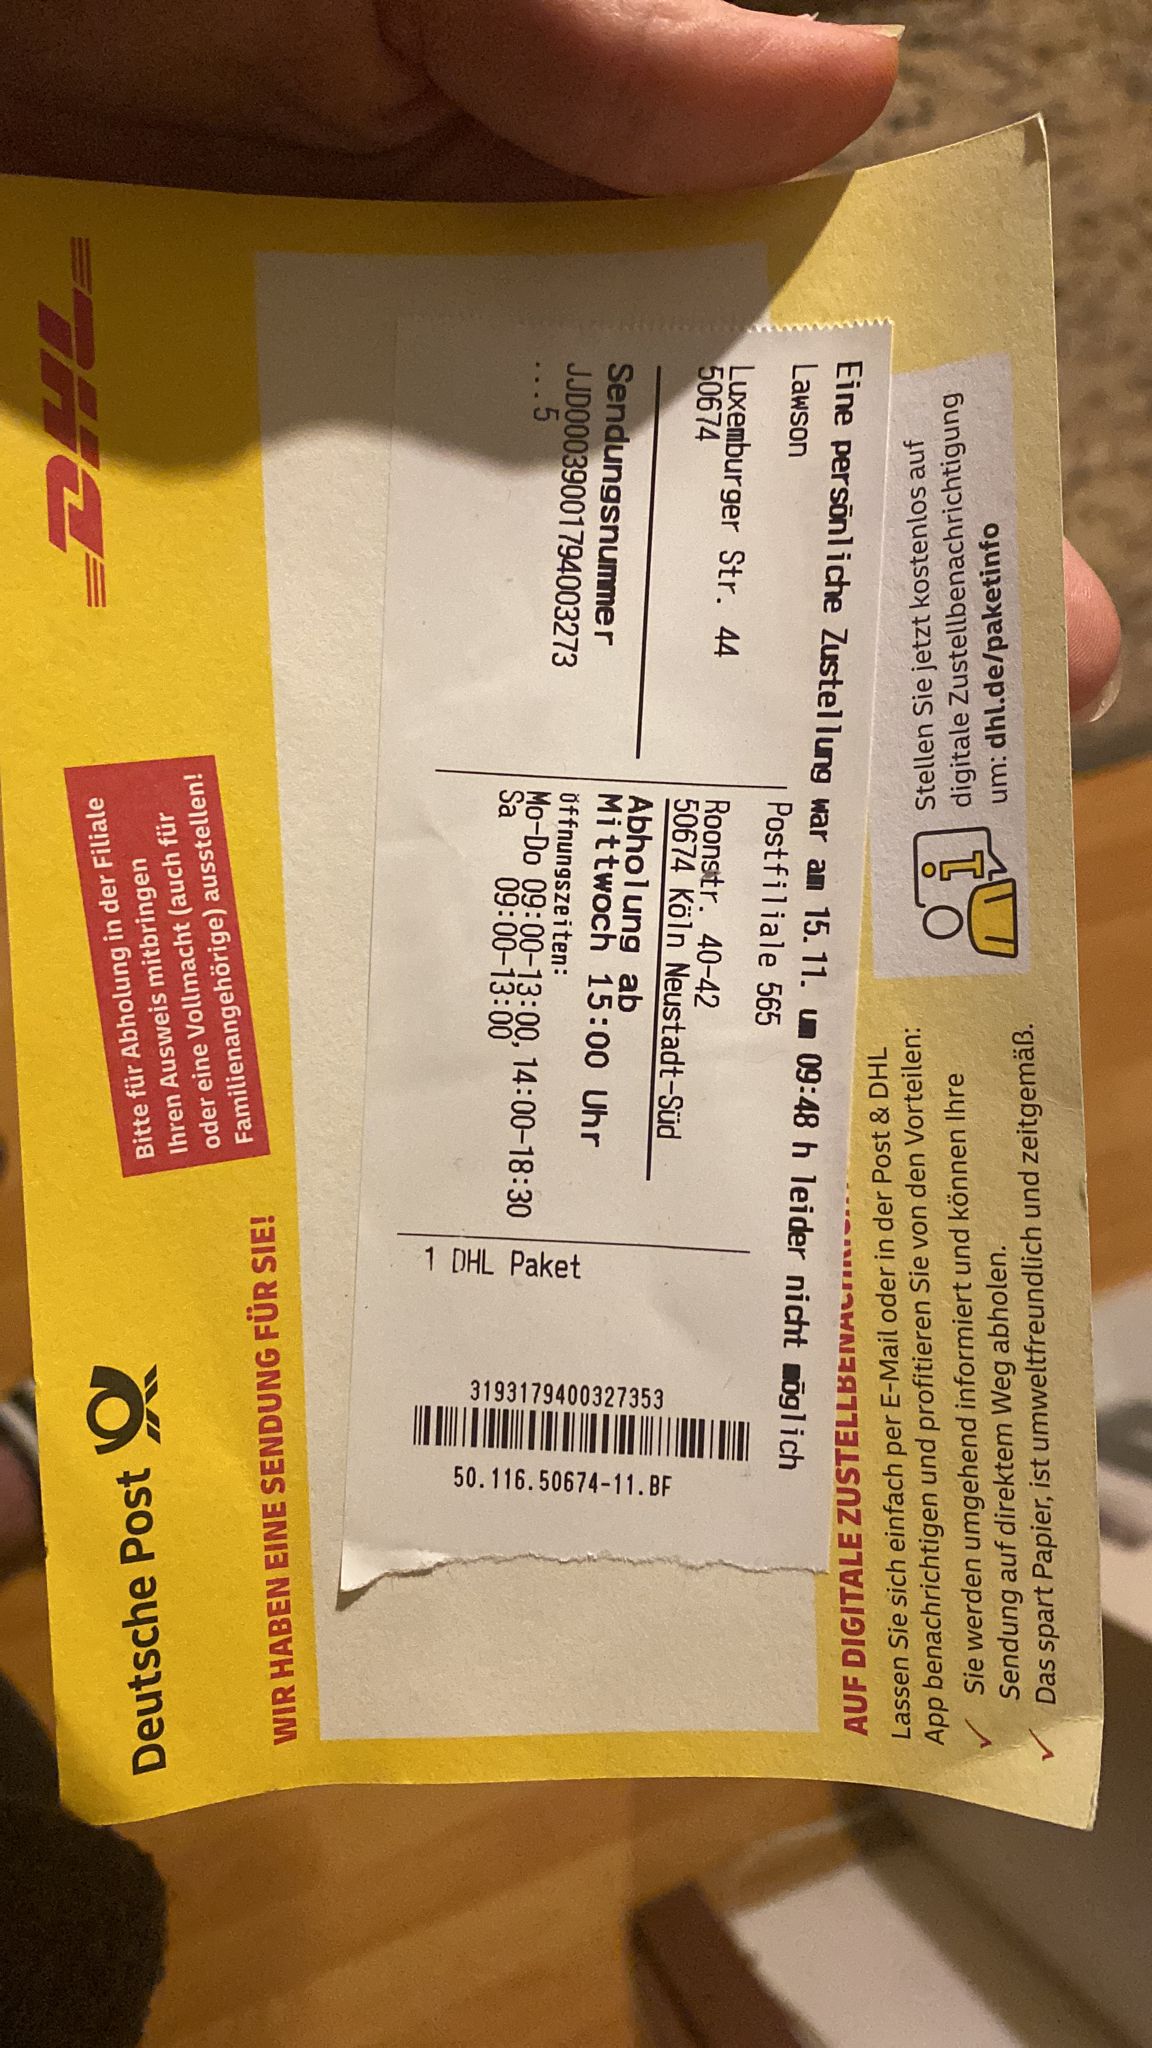 Deutsche Post
DHL
WIR HABEN EINE SENDUNG FÜR SIE!
Bitte für Abholung in der Filiale
Ihren Ausweis mitbringen
oder eine Vollmacht (auch für
Familienangehörige) ausstellen!
Eine persönliche Zustellung war am 15.11. um 09:48 h leider nicht möglich
Lawson
Luxemburger Str. 44
50674
Sendungsnummer
JJD00039001794003273
...5
Postfiliale 565
Roonstr. 40-42
50674 Köln Neustadt-Süd
Abholung ab
Mittwoch 15:00 Uhr
öffnungszeiten:
Mo-Do 09:00-13:00, 14:00-18:30
Sa 09:00-13:00
1 DHL Paket
3193179400327353
50.116.50674-11.BF
AUF DIGITALE
Lassen Sie sich einfach per E-Mail oder in der Post & DHL
App benachrichtigen und profitieren Sie von den Vorteilen:
✓ Sie werden umgehend informiert und können Ihre
Sendung auf direktem Weg abholen.
✓ Das spart Papier, ist umweltfreundlich und zeitgemäß.
Stellen Sie jetzt kostenlos auf
digitale Zustellbenachrichtigung
um: dhl.de/paketinfo